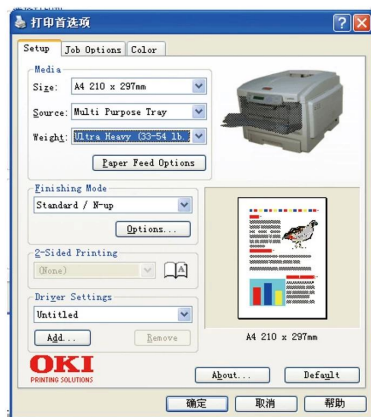 打印首选项
Setup Job Options Color
Media
Size: A4 210 x 297mm
Source: Multi Purpose Tray
Weight: Ultra Heavy (33-54 lb..
Paper Feed Options
Finishing Mode
Standard / N-up
Options...
2-Sided Printing
(None)
Driver Settings
Untitled
Add... Remove
A4 210 x 297mm
OKI
PRINTING SOLUTIONS
About... Default
确定 取消 帮助